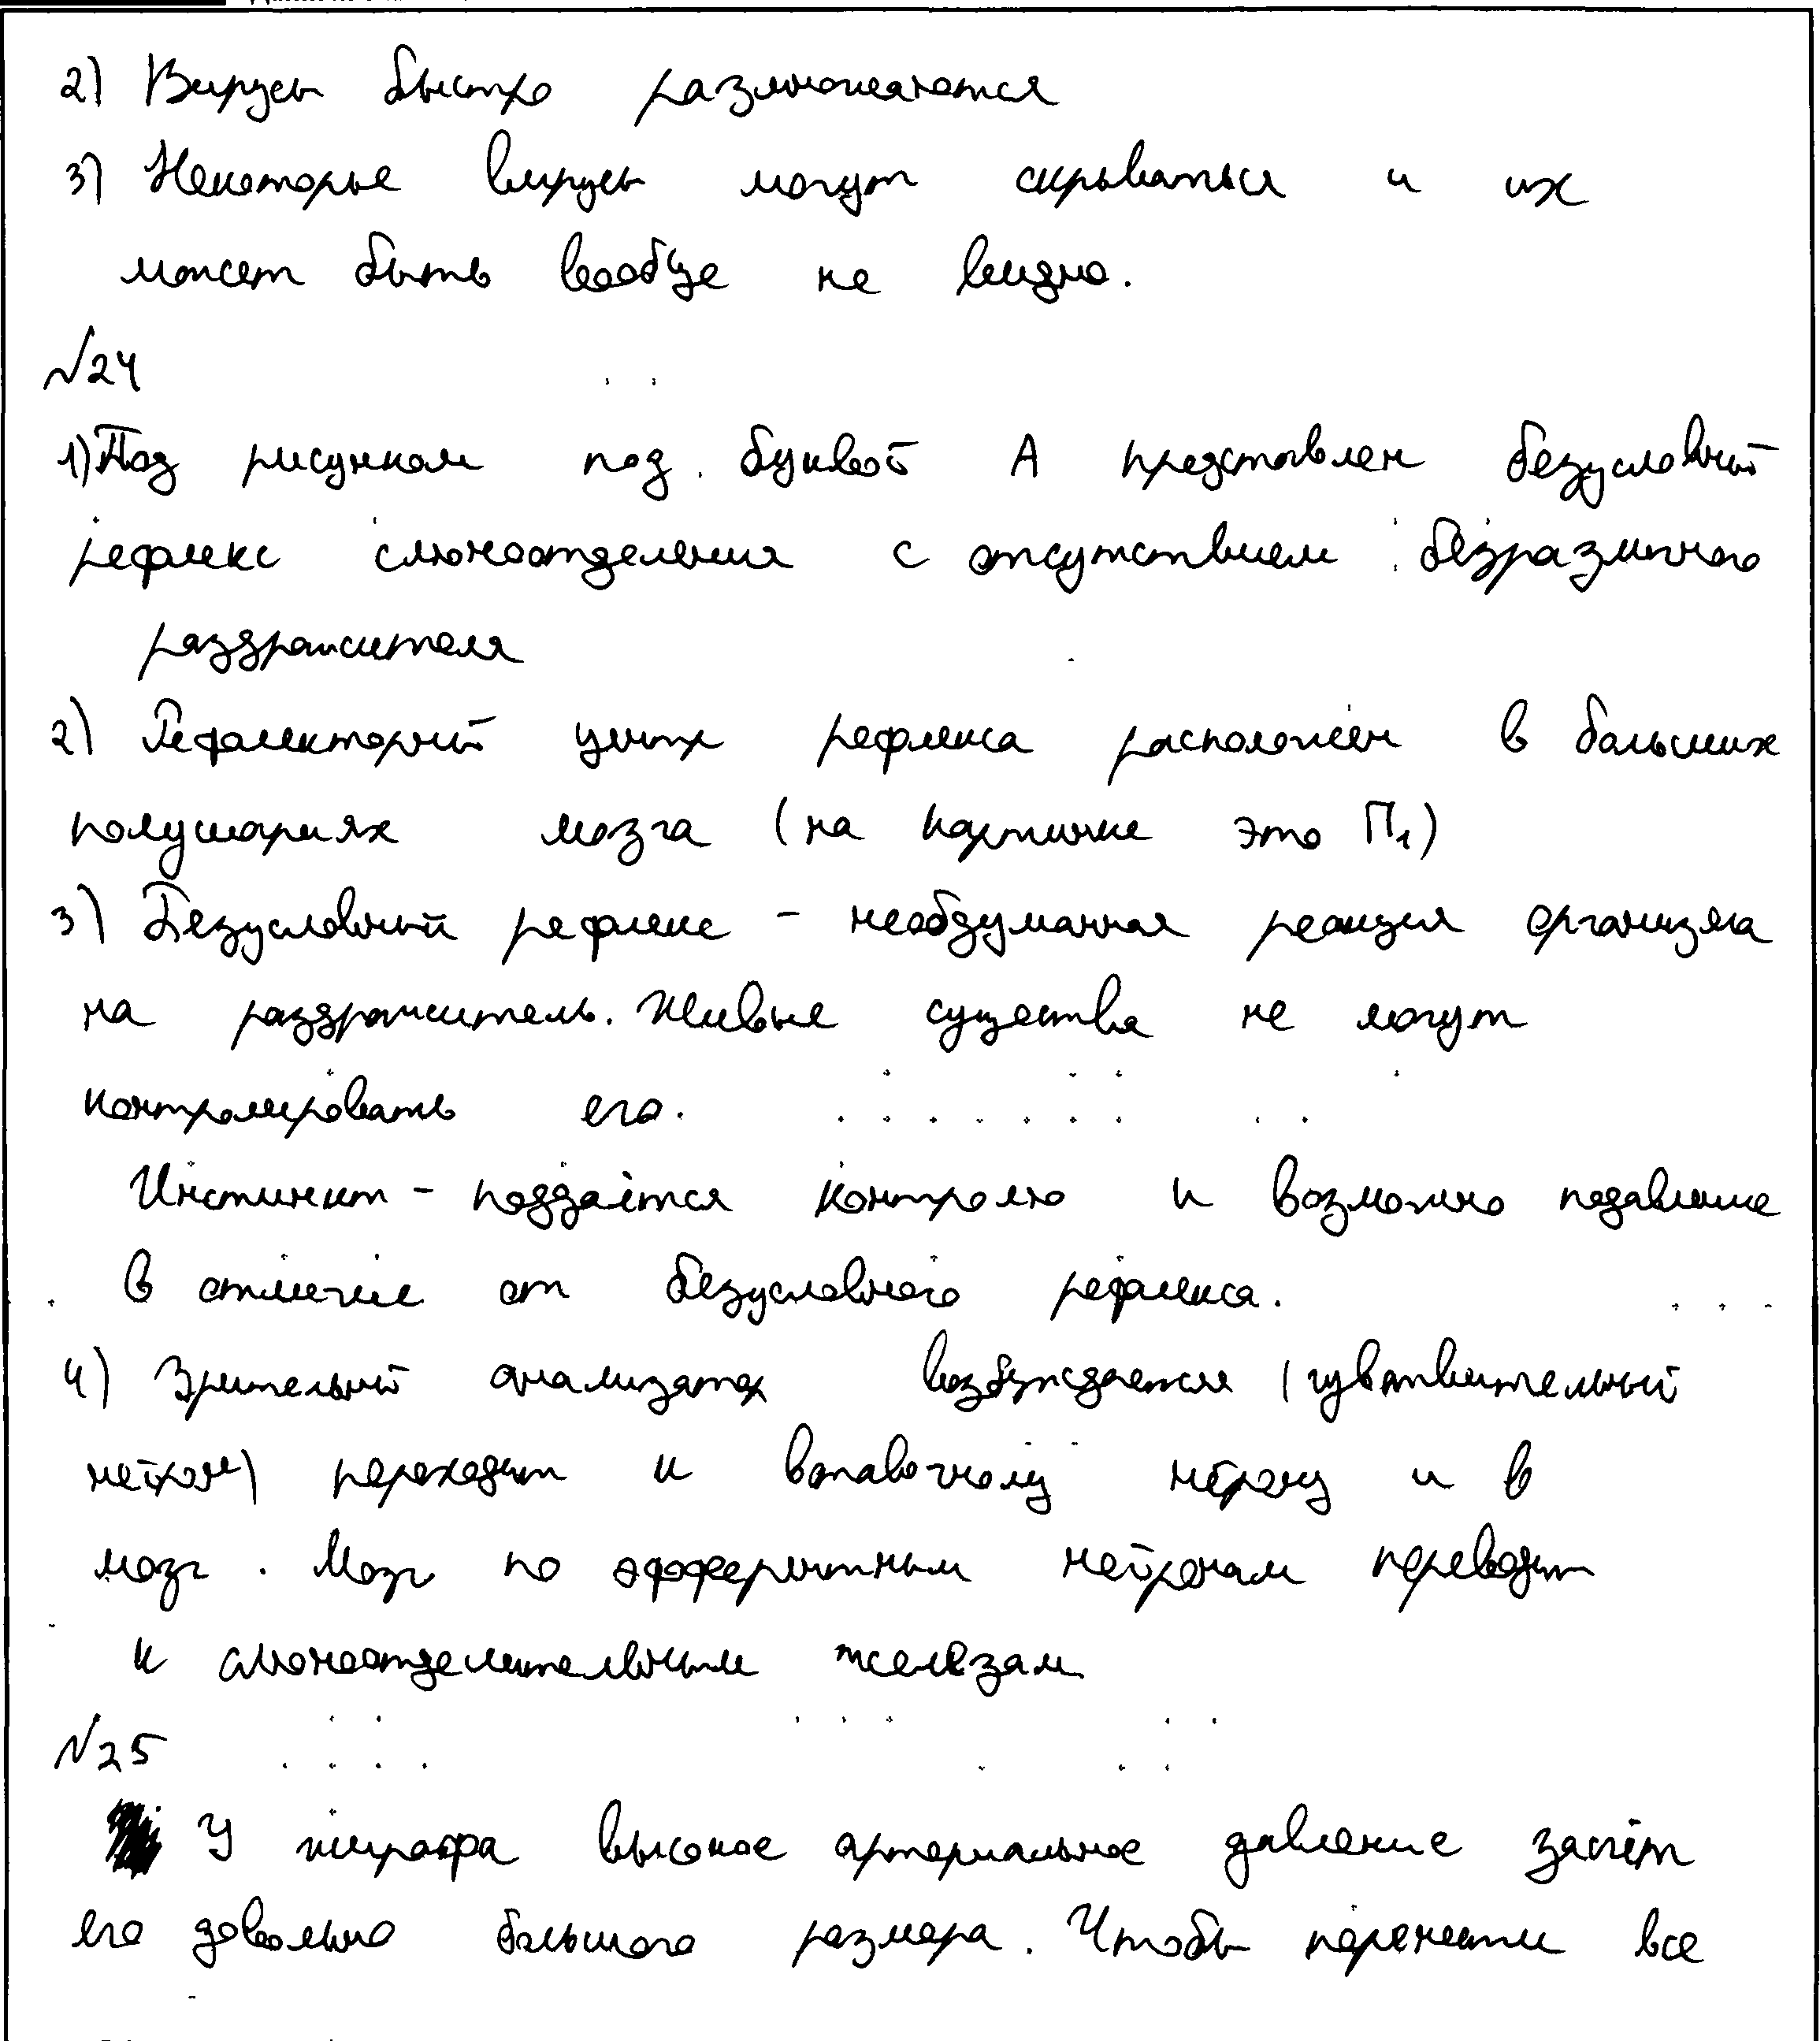 2) Вирусы быстро размножаются
3) Некоторые вирусы могут скрываться и их
может быть вообще не видно.
№24
1) Под рисунком под буквой А представлен безусловный
рефлекс слюноотделения с отсутствием безразличного
раздражителя
2) Рефлекторный центр рефлекса расположен в больших
полушариях мозга (на картинке это П1)
3) Безусловный рефлекс - необдуманная реакция организма
на раздражитель. Живые существа не могут
контролировать его.
Инстинкт - поддаётся контролю и возможно подавление
в отличие от безусловного рефлекса.
4) Зрительный анализатор возбуждается (чувствительный
нейрон) переходит к вставочному нейрону и в
мозг. Мозг по эфферентным нейронам переводит
к слюноотделительным железам
№25
У жирафа высокое артериальное давление засчёт
его довольно большого размера. Чтобы перенести все